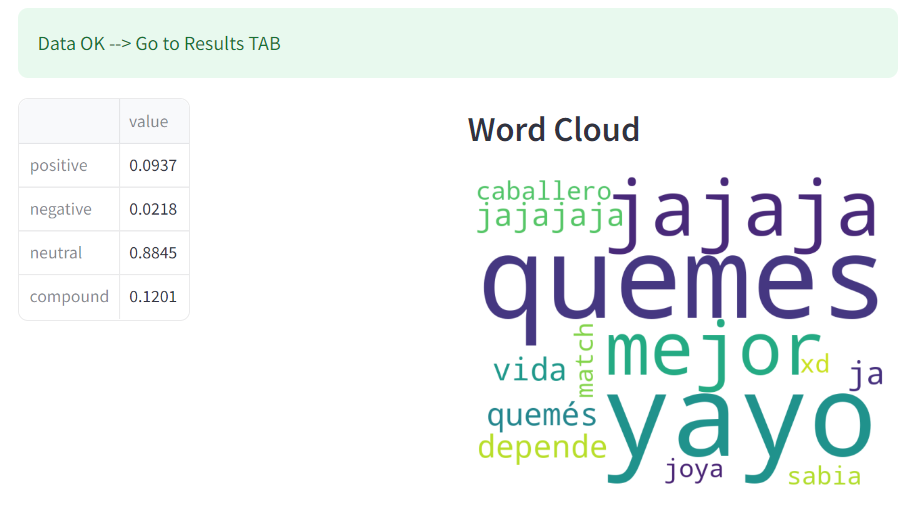 Data OK --> Go to Results TAB
value
positive 0.0937
negative 0.0218
neutral 0.8845
compound 0.1201
Word Cloud
caballero
jajajaja
jajaja
quemes
mejor
vida
match
xd
ja
quemés
yayo
depende
joya
sabia